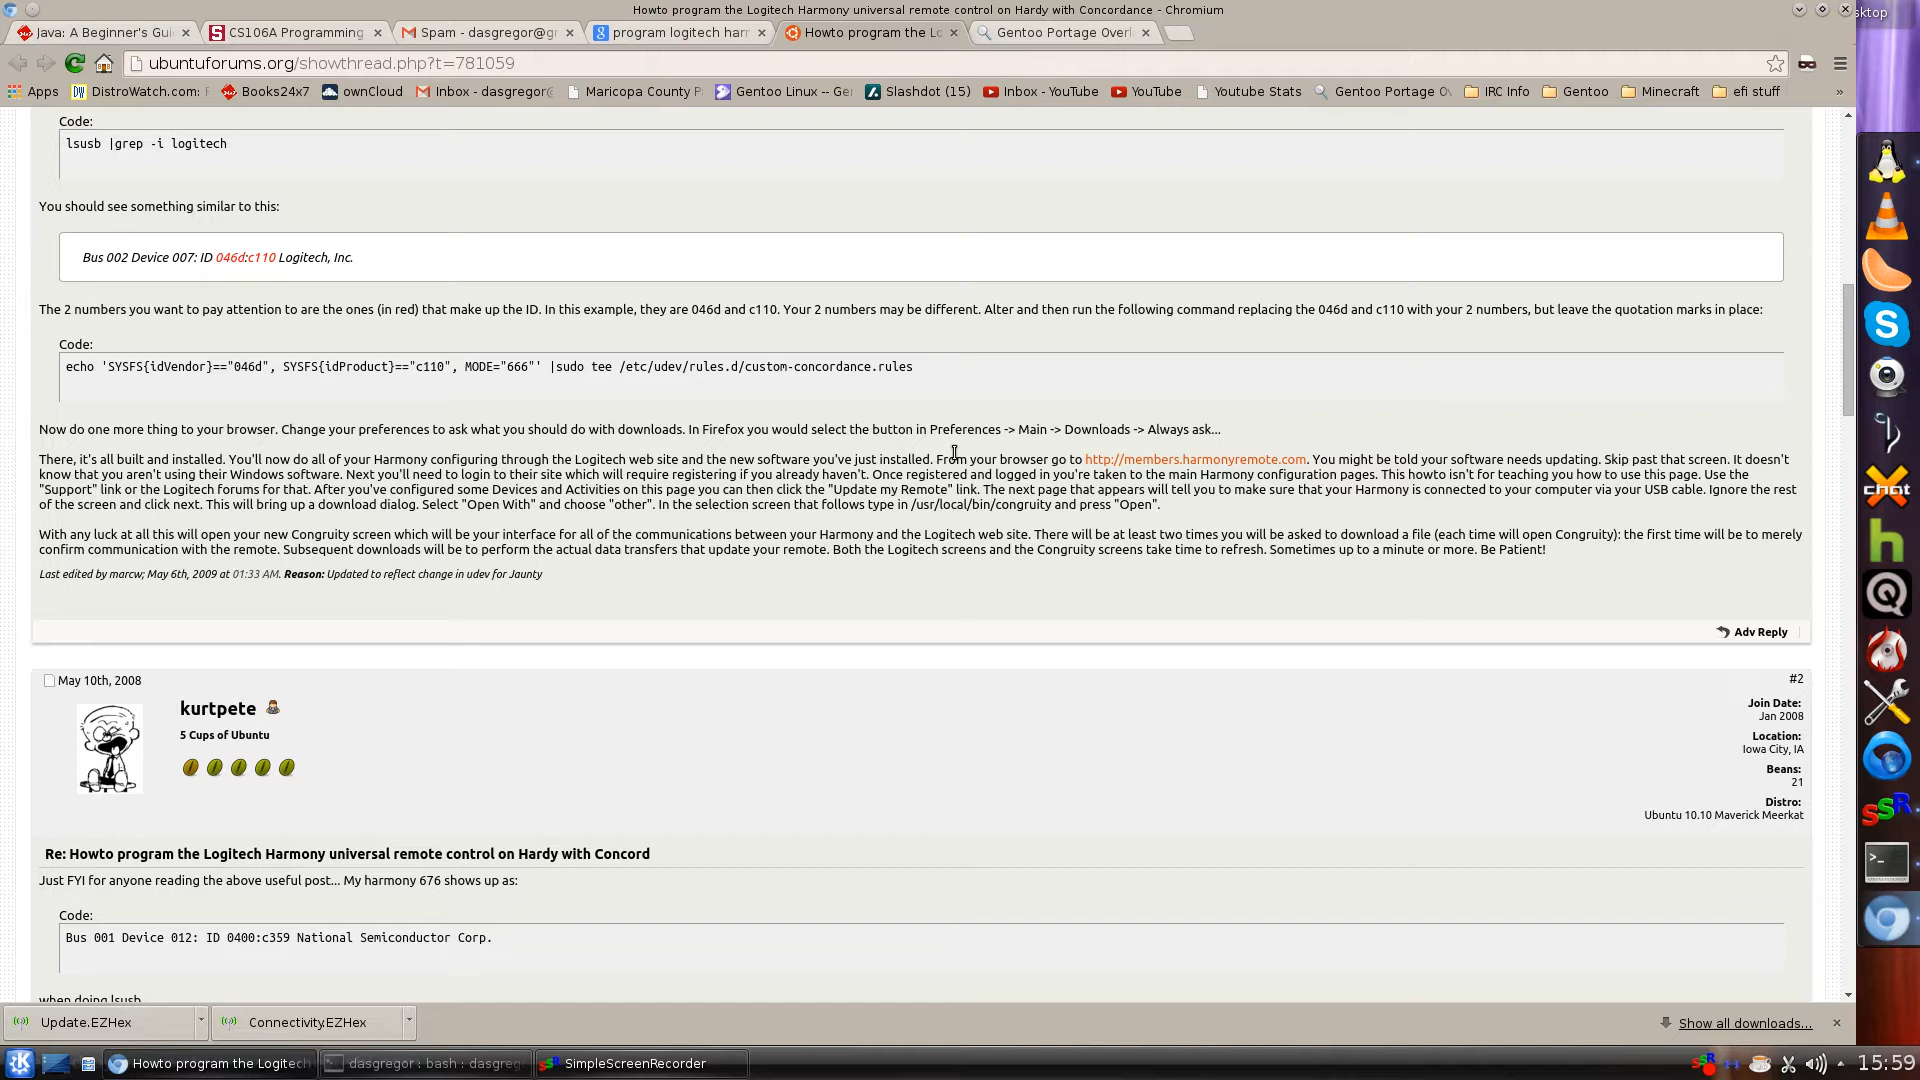 Howto program the Logitech Harmony universal remote control on Hardy with Concordance - Chromium
sktop
Java: A Beginner's Gui
CS106A Programming
Spam - dasgregor@gr
program logitech harr
Howto program the Lo
Gentoo Portage Overl
ubuntuforums.org/showthread.php?t=781059
Apps
DistroWatch.com: F
Books24x7
ownCloud
Inbox - dasgregor@
Maricopa County P
Gentoo Linux -- Ge
Slashdot (15)
Inbox - YouTube
YouTube
Youtube Stats
Gentoo Portage Ov
IRC Info
Gentoo
Minecraft
efi stuff
»
Code:
lsusb |grep -i logitech
You should see something similar to this:
Bus 002 Device 007: ID 046d:c110 Logitech, Inc.
The 2 numbers you want to pay attention to are the ones (in red) that make up the ID. In this example, they are 046d and c110. Your 2 numbers may be different. Alter and then run the following command replacing the 046d and c110 with your 2 numbers, but leave the quotation marks in place:
Code:
echo 'SYSFS{idVendor}=="046d", SYSFS{idProduct}=="c110", MODE="666"' |sudo tee /etc/udev/rules.d/custom-concordance.rules
Now do one more thing to your browser. Change your preferences to ask what you should do with downloads. In Firefox you would select the button in Preferences -> Main -> Downloads -> Always ask...
There, it's all built and installed. You'll now do all of your Harmony configuring through the Logitech web site and the new software you've just installed. From your browser go to http://members.harmonyremote.com. You might be told your software needs updating. Skip past that screen. It doesn't
know that you aren't using their Windows software. Next you'll need to login to their site which will require registering if you already haven't. Once registered and logged in you're taken to the main Harmony configuration pages. This howto isn't for teaching you how to use this page. Use the
"Support" link or the Logitech forums for that. After you've configured some Devices and Activities on this page you can then click the "Update my Remote" link. The next page that appears will tell you to make sure that your Harmony is connected to your computer via your USB cable. Ignore the rest
of the screen and click next. This will bring up a download dialog. Select "Open With" and choose "other". In the selection screen that follows type in /usr/local/bin/congruity and press "Open".
With any luck at all this will open your new Congruity screen which will be your interface for all of the communications between your Harmony and the Logitech web site. There will be at least two times you will be asked to download a file (each time will open Congruity): the first time will be to merely
confirm communication with the remote. Subsequent downloads will be to perform the actual data transfers that update your remote. Both the Logitech screens and the Congruity screens take time to refresh. Sometimes up to a minute or more. Be Patient!
Last edited by marcw; May 6th, 2009 at 01:33 AM. Reason: Updated to reflect change in udev for Jaunty
Adv Reply
May 10th, 2008
#2
kurtpete
5 Cups of Ubuntu
Join Date:
Jan 2008
Location:
Iowa City, IA
Beans:
21
Distro:
Ubuntu 10.10 Maverick Meerkat
Re: Howto program the Logitech Harmony universal remote control on Hardy with Concord
Just FYI for anyone reading the above useful post... My harmony 676 shows up as:
Code:
Bus 001 Device 012: ID 0400:c359 National Semiconductor Corp.
when doing lsusb
Update.EZHex
Connectivity.EZHex
Show all downloads...
Howto program the Logitech
dasgregor : bash : dasgreg
SSR
SimpleScreenRecorder
SSR
15:59
chat
h
SSR
>_